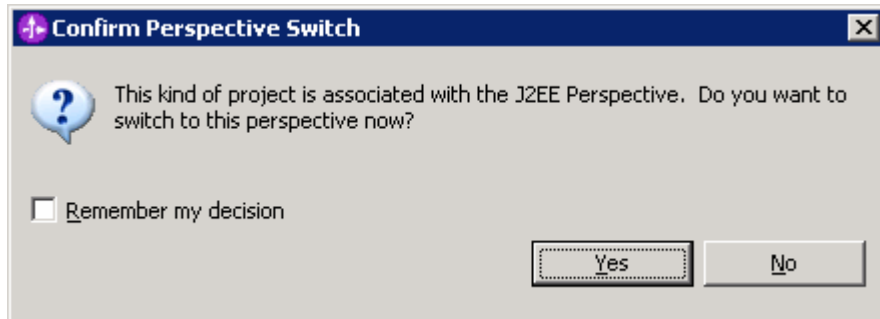 Confirm Perspective Switch
This kind of project is associated with the J2EE Perspective.  Do you want to
switch to this perspective now?
Remember my decision
Yes
No